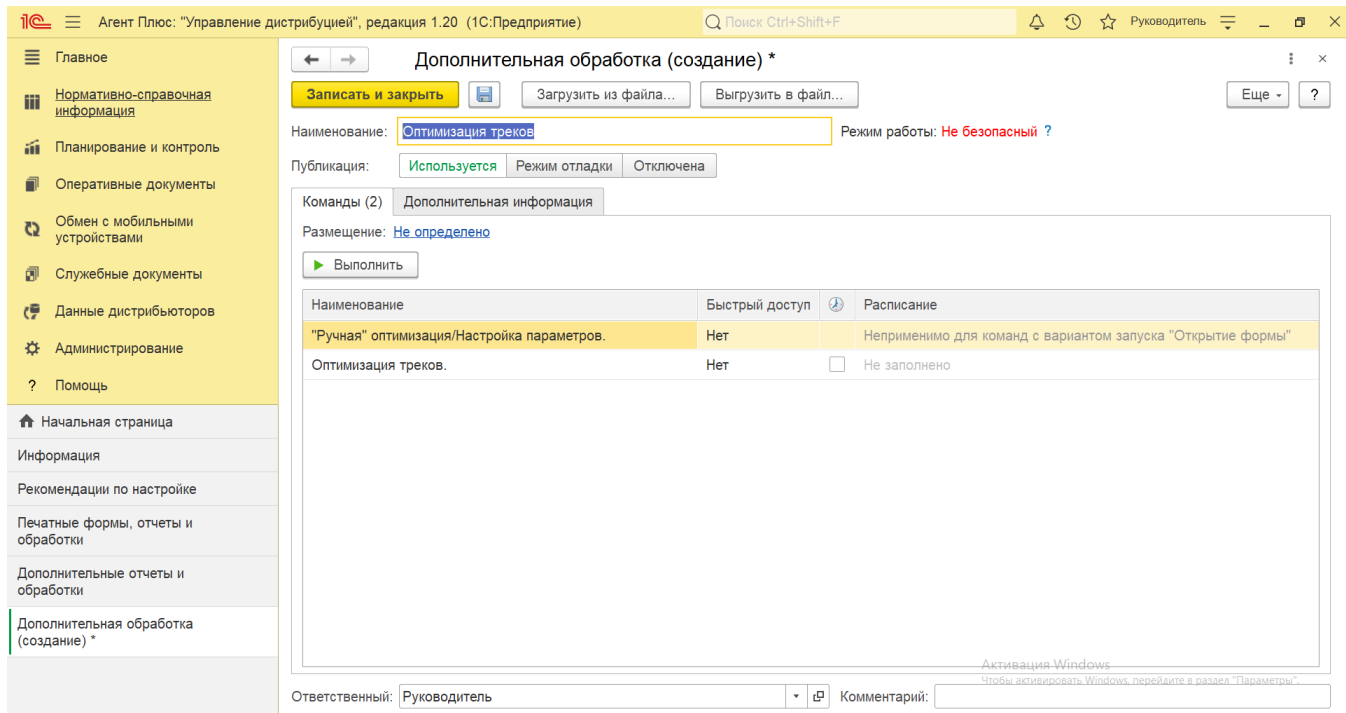 Агент Плюс: "Управление дистрибуцией", редакция 1.20 (1С:Предприятие)
Поиск Ctrl+Shift+F
Руководитель
Главное
Нормативно-справочная
информация
Планирование и контроль
Оперативные документы
Обмен с мобильными
устройствами
Служебные документы
Данные дистрибьюторов
Администрирование
? Помощь
Начальная страница
Информация
Рекомендации по настройке
Печатные формы, отчеты и
обработки
Дополнительные отчеты и
обработки
Дополнительная обработка
(создание) *
Дополнительная обработка (создание) *
Записать и закрыть Загрузить из файла... Выгрузить в файл... Еще ?
Наименование: Оптимизация треков Режим работы: Не безопасный ?
Публикация: Используется Режим отладки Отключена
Команды (2) Дополнительная информация
Размещение: Не определено
Выполнить
Наименование Быстрый доступ Расписание
"Ручная" оптимизация/Настройка параметров. Нет Неприменимо для команд с вариантом запуска "Открытие формы"
Оптимизация треков. Нет Не заполнено
Активация Windows
Чтобы активировать Windows, перейдите в раздел "Параметры".
Ответственный: Руководитель Комментарий: